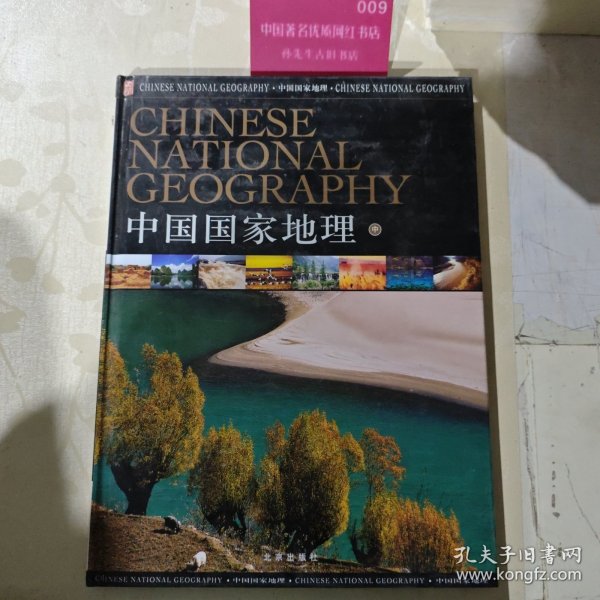 009
中国著名优质网红书店
孙先生古旧书店
CHINESE NATIONAL GEOGRAPHY · 中国国家地理 · CHINESE NATIONAL GEOGRAPHY
CHINESE
NATIONAL
GEOGRAPHY
中国国家地理 中
北京出版社
CHINESE NATIONAL GEOGRAPHY · 中国国家地理 · CHINESE NATIONAL GEOGRAPHY · 中国国家地理
孔夫子旧书网
www.kongfz.com